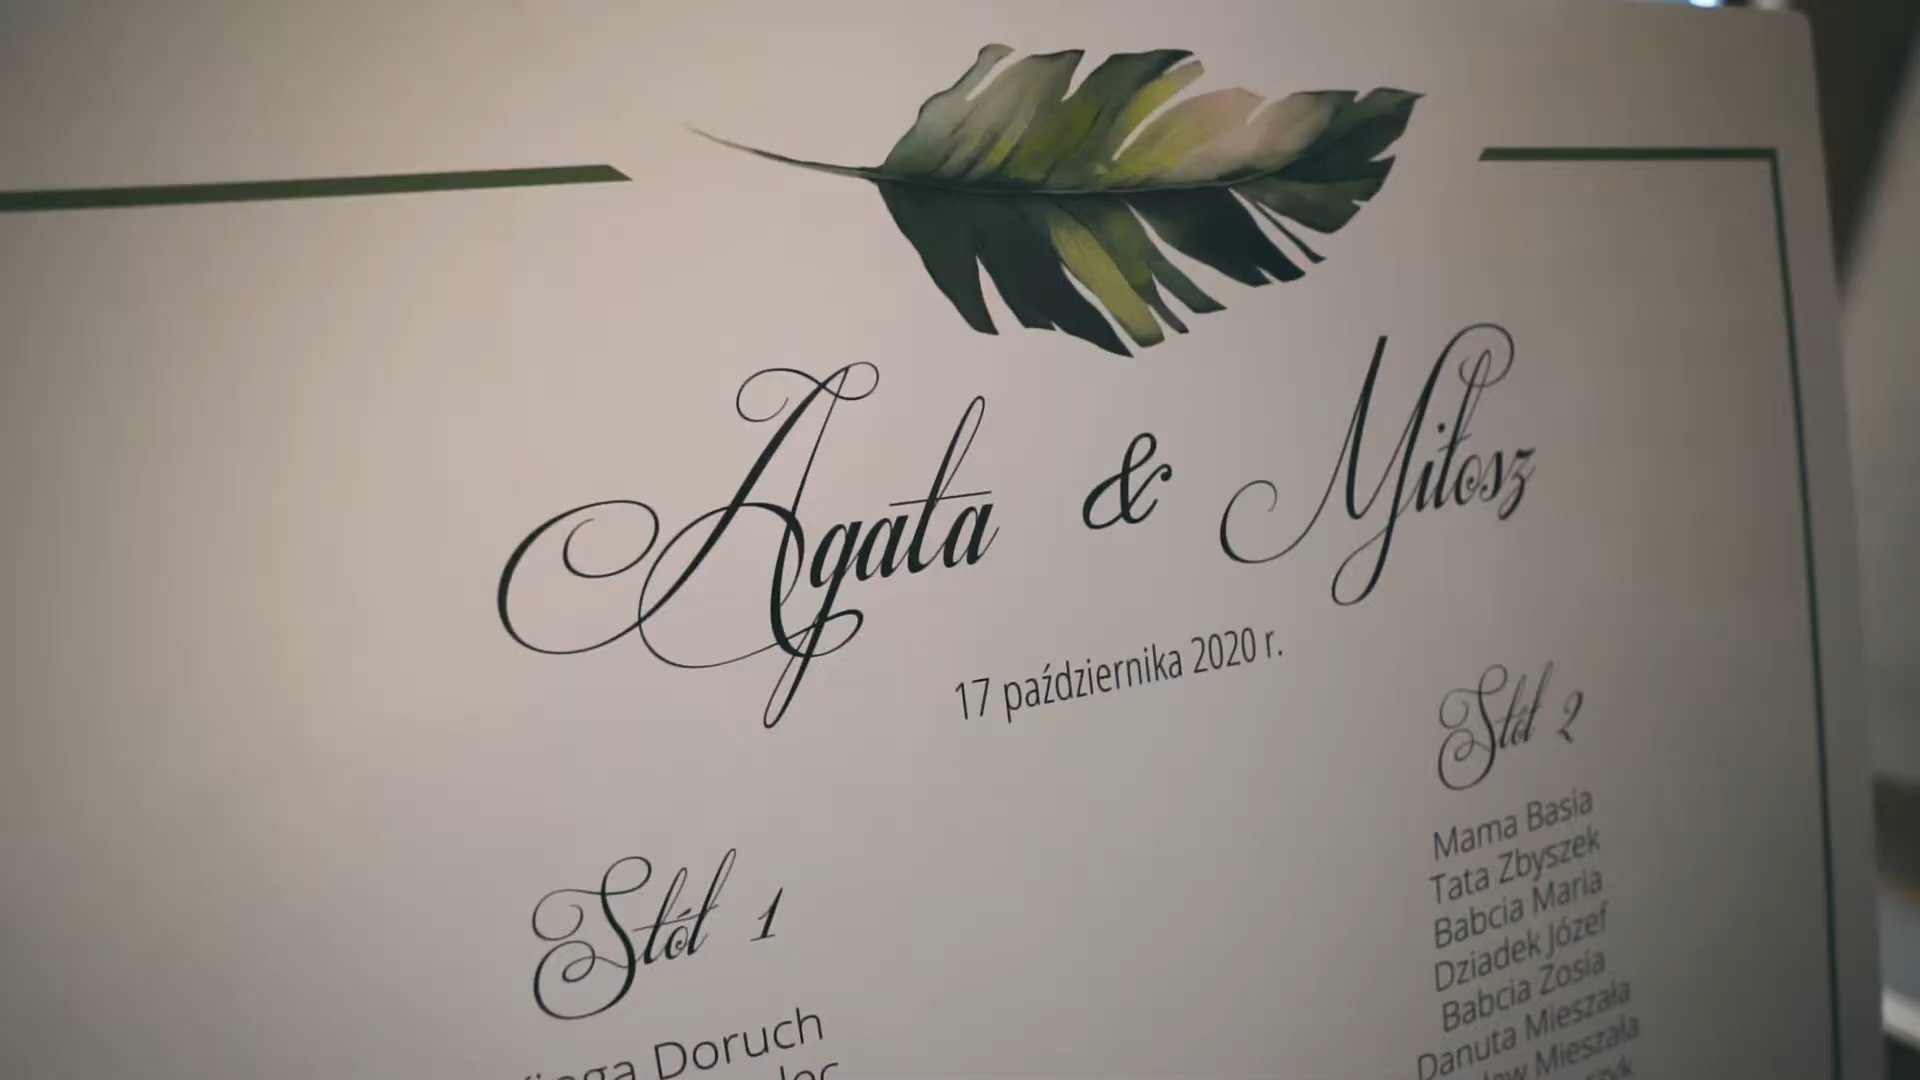 Agata & Miłosz
17 października 2020 r.
Stół 1
Doruch
Stół 2
Mama Basia
Tata Zbyszek
Babcia Maria
Dziadek Józef
Babcia Zosia
Danuta Mieszała
Mieszała